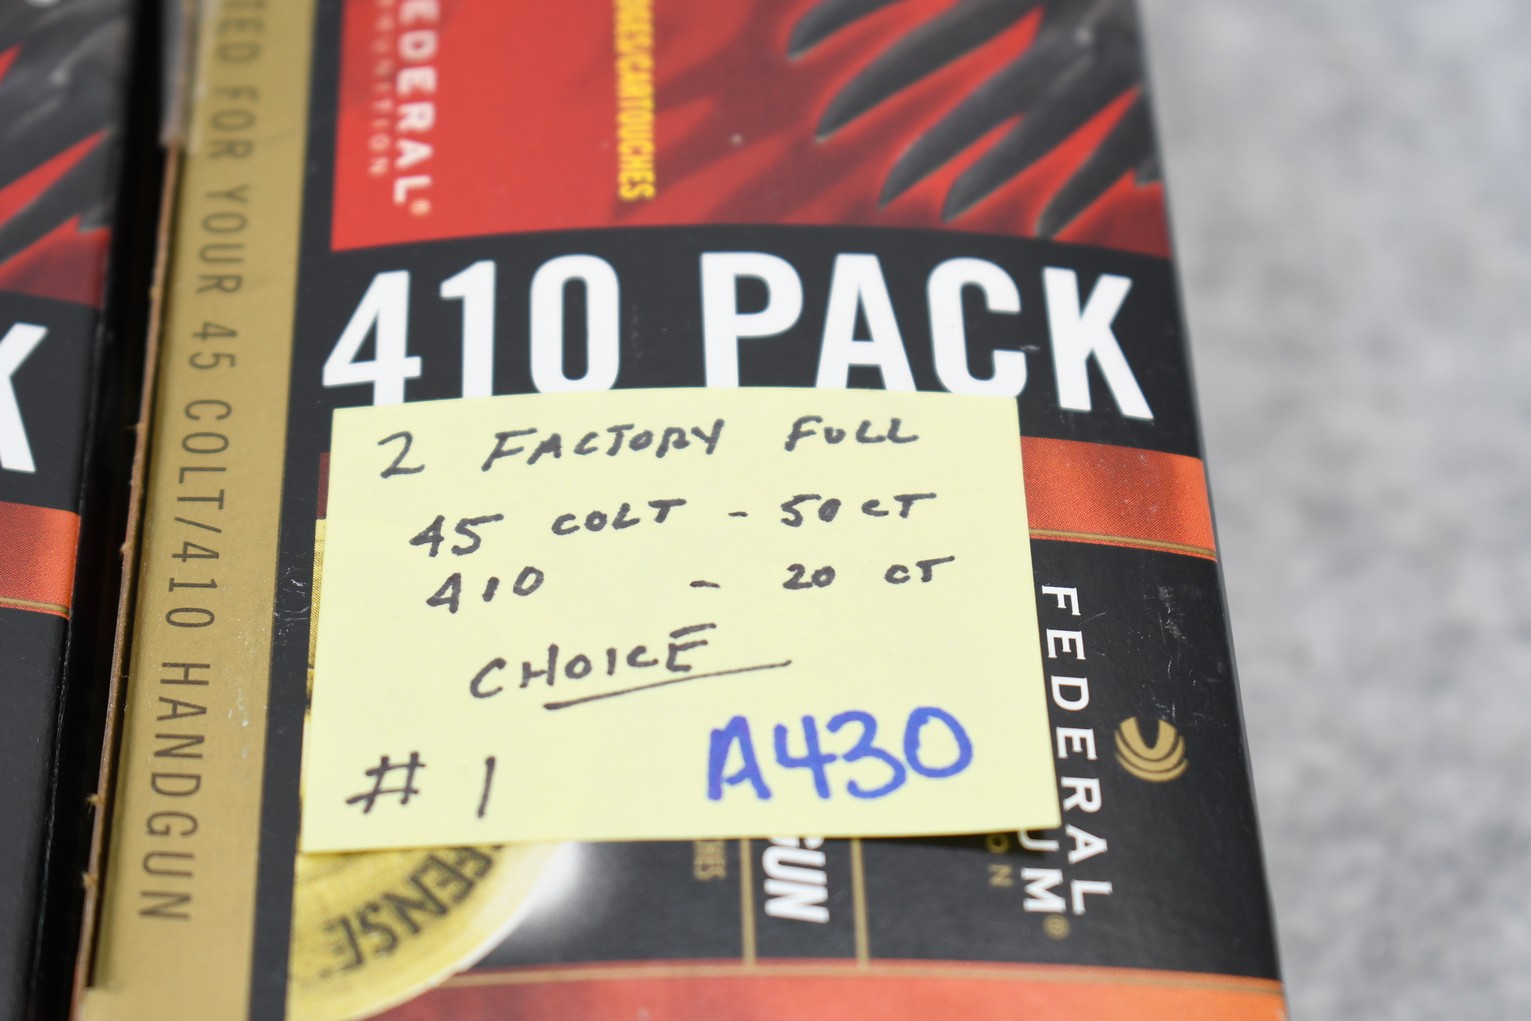 FEDERAL®
CARTOUCHES
FOR YOUR 45 COLT/410 HANDGUN
410 PACK
K
2 FACTORY FULL
45 COLT - 50 CT
410 - 20 CT
CHOICE
# 1 A430
FEDERAL